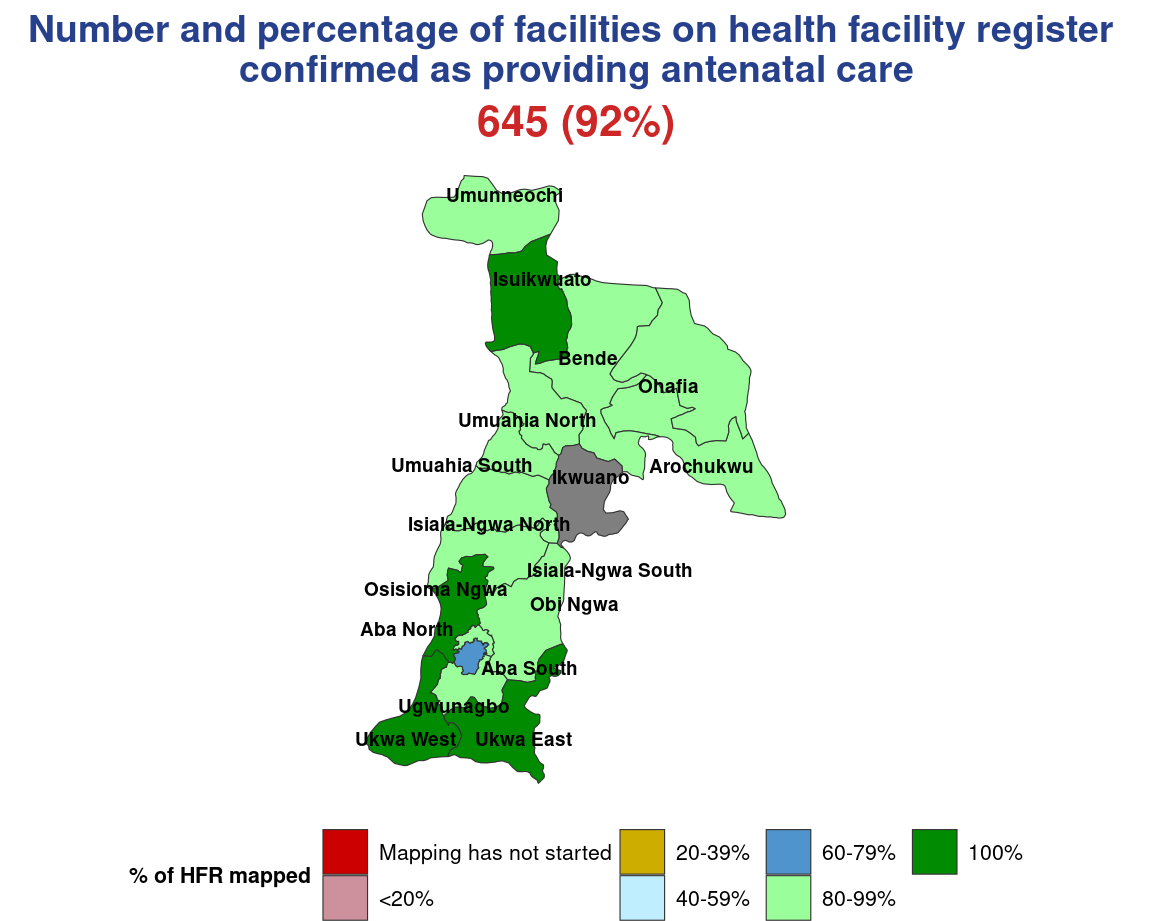 Number and percentage of facilities on health facility register
confirmed as providing antenatal care
645 (92%)
Umunneochi
Isuikwuato
Bende
Ohafia
Umuahia North
Umuahia South
Arochukwu
Ikwuano
Isiala-Ngwa North
Isiala-Ngwa South
Osisioma Ngwa
Obi Ngwa
Aba North
Aba South
Ugwunagbo
Ukwa West
Ukwa East
% of HFR mapped
Mapping has not started
<20%
20-39%
40-59%
60-79%
80-99%
100%